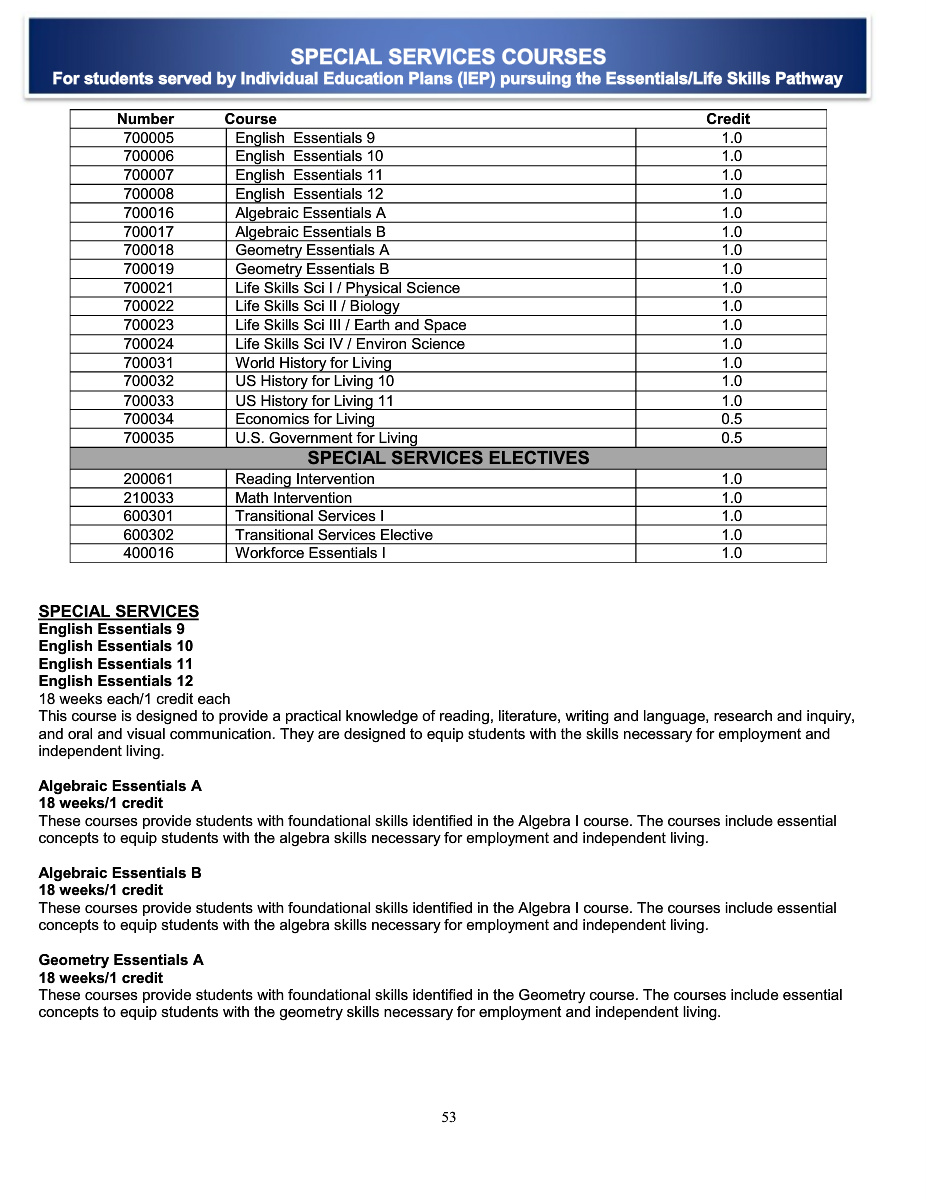 SPECIAL SERVICES COURSES
For students served by Individual Education Plans (IEP) pursuing the Essentials/Life Skills Pathway
Number Course Credit
700005 English Essentials 9 1.0
700006 English Essentials 10 1.0
700007 English Essentials 11 1.0
700008 English Essentials 12 1.0
700016 Algebraic Essentials A 1.0
700017 Algebraic Essentials B 1.0
700018 Geometry Essentials A 1.0
700019 Geometry Essentials B 1.0
700021 Life Skills Sci I / Physical Science 1.0
700022 Life Skills Sci II / Biology 1.0
700023 Life Skills Sci III / Earth and Space 1.0
700024 Life Skills Sci IV / Environ Science 1.0
700031 World History for Living 1.0
700032 US History for Living 10 1.0
700033 US History for Living 11 1.0
700034 Economics for Living 0.5
700035 U.S. Government for Living 0.5
SPECIAL SERVICES ELECTIVES
200061 Reading Intervention 1.0
210033 Math Intervention 1.0
600301 Transitional Services I 1.0
600302 Transitional Services Elective 1.0
400016 Workforce Essentials I 1.0
SPECIAL SERVICES
English Essentials 9
English Essentials 10
English Essentials 11
English Essentials 12
18 weeks each/1 credit each
This course is designed to provide a practical knowledge of reading, literature, writing and language, research and inquiry,
and oral and visual communication. They are designed to equip students with the skills necessary for employment and
independent living.
Algebraic Essentials A
18 weeks/1 credit
These courses provide students with foundational skills identified in the Algebra I course. The courses include essential
concepts to equip students with the algebra skills necessary for employment and independent living.
Algebraic Essentials B
18 weeks/1 credit
These courses provide students with foundational skills identified in the Algebra I course. The courses include essential
concepts to equip students with the algebra skills necessary for employment and independent living.
Geometry Essentials A
18 weeks/1 credit
These courses provide students with foundational skills identified in the Geometry course. The courses include essential
concepts to equip students with the geometry skills necessary for employment and independent living.
53